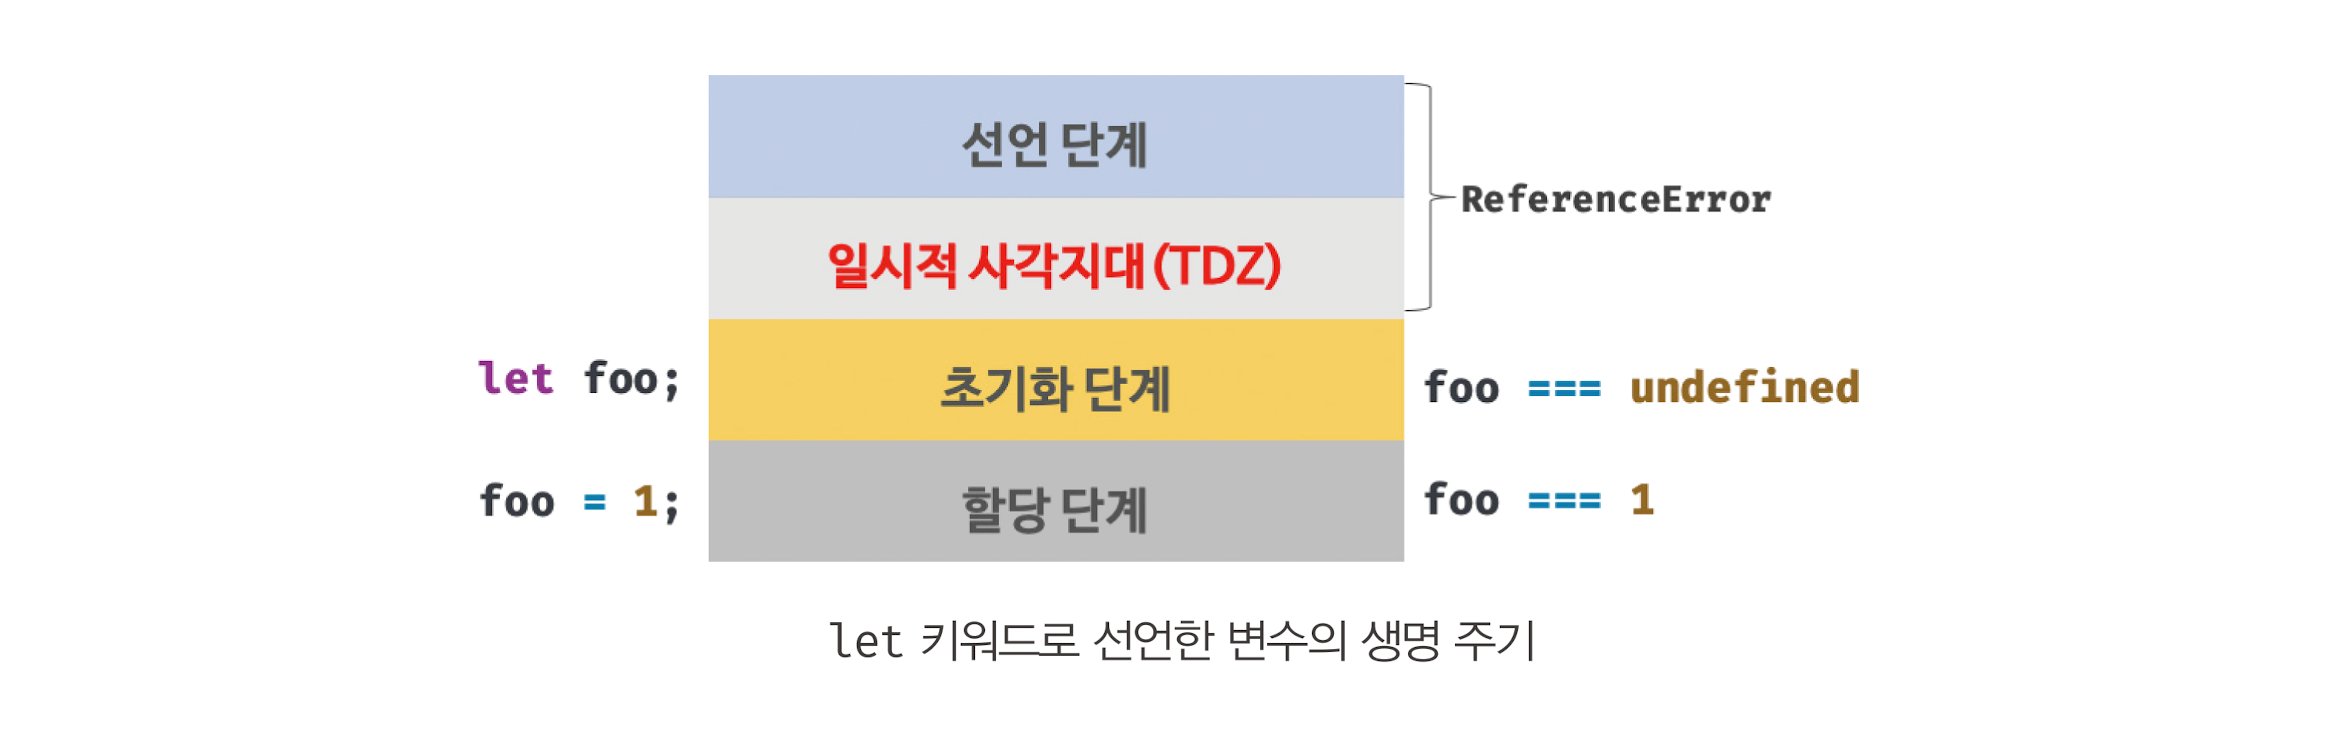 선언 단계
ReferenceError
일시적 사각지대(TDZ)
let foo;
초기화 단계
foo === undefined
foo = 1;
할당 단계
foo === 1
let 키워드로 선언한 변수의 생명 주기